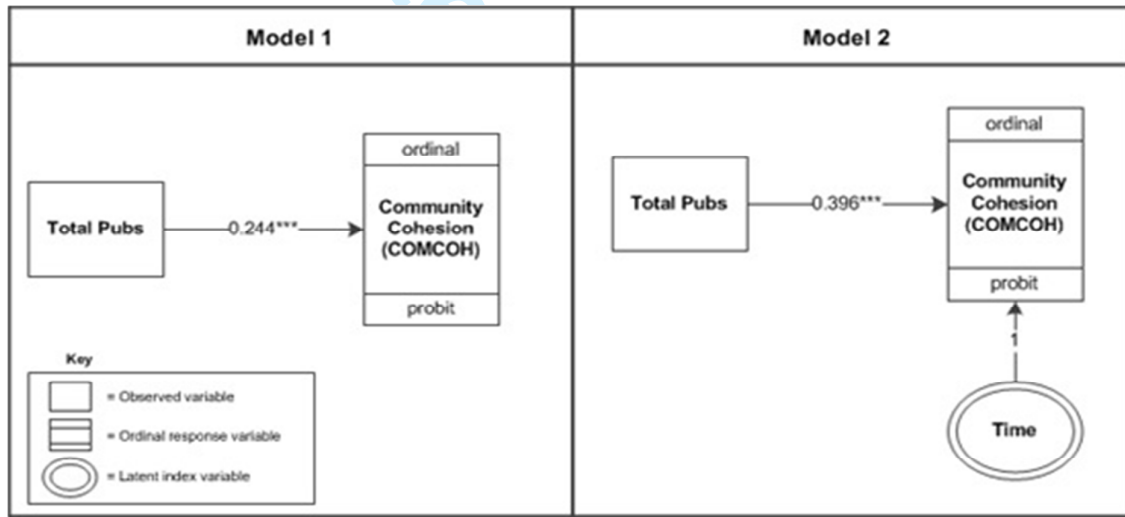 Model 1
Model 2
ordinal
Total Pubs
0.244***
Community
Cohesion
(COMCOH)
probit
Key
= Observed variable
= Ordinal response variable
= Latent index variable
ordinal
Total Pubs
0.396***
Community
Cohesion
(COMCOH)
probit
1
Time